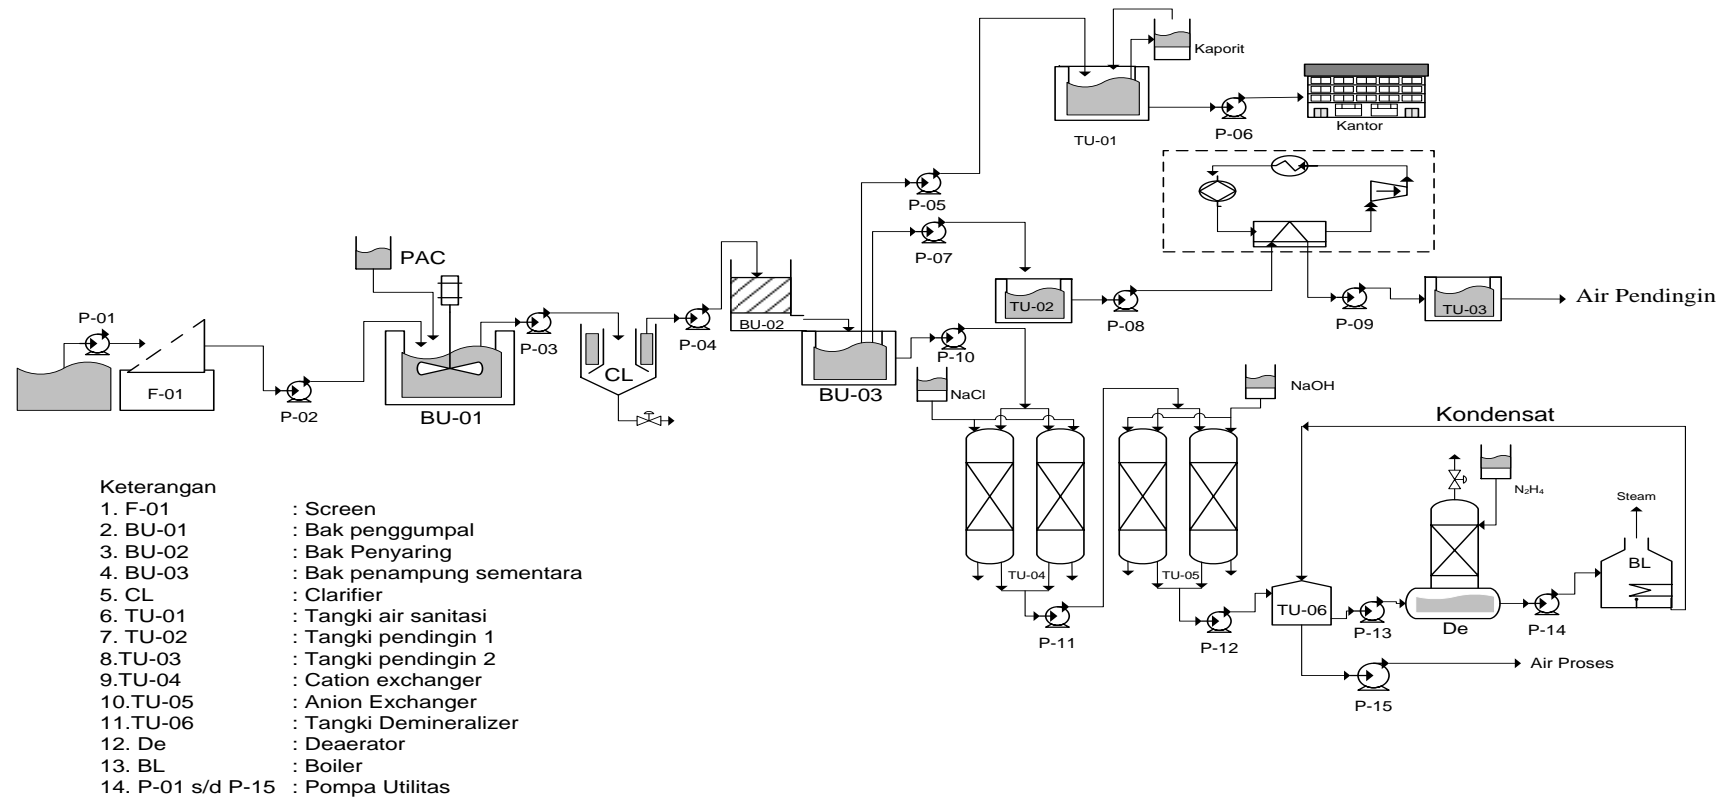 Kaporit
TU-01
P-06
Kantor
P-05
P-07
PAC
P-01
F-01
P-02
BU-01
P-03
CL
P-04
BU-02
BU-03
TU-02
P-08
P-09
TU-03
Air Pendingin
P-10
NaCl
NaOH
TU-04
P-11
TU-05
P-12
Kondensat
TU-06
P-13
De
N₂H₄
P-14
Steam
BL
Air Proses
P-15
Keterangan
1. F-01 : Screen
2. BU-01 : Bak penggumpal
3. BU-02 : Bak Penyaring
4. BU-03 : Bak penampung sementara
5. CL : Clarifier
6. TU-01 : Tangki air sanitasi
7. TU-02 : Tangki pendingin 1
8.TU-03 : Tangki pendingin 2
9.TU-04 : Cation exchanger
10.TU-05 : Anion Exchanger
11.TU-06 : Tangki Demineralizer
12. De : Deaerator
13. BL : Boiler
14. P-01 s/d P-15 : Pompa Utilitas